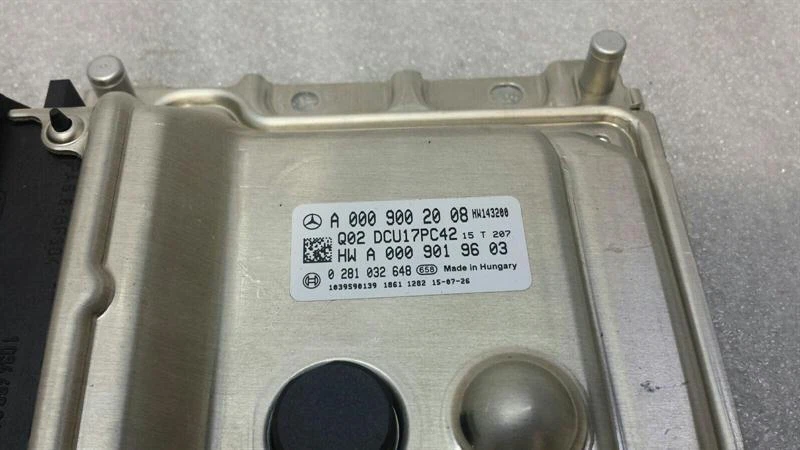 A 000 900 20 08 HW143200
Q02 DCU17PC42 15 T 207
HW A 000 901 96 03
0 281 032 648 658 Made in Hungary
1039S90139 1861 1282 15-07-26